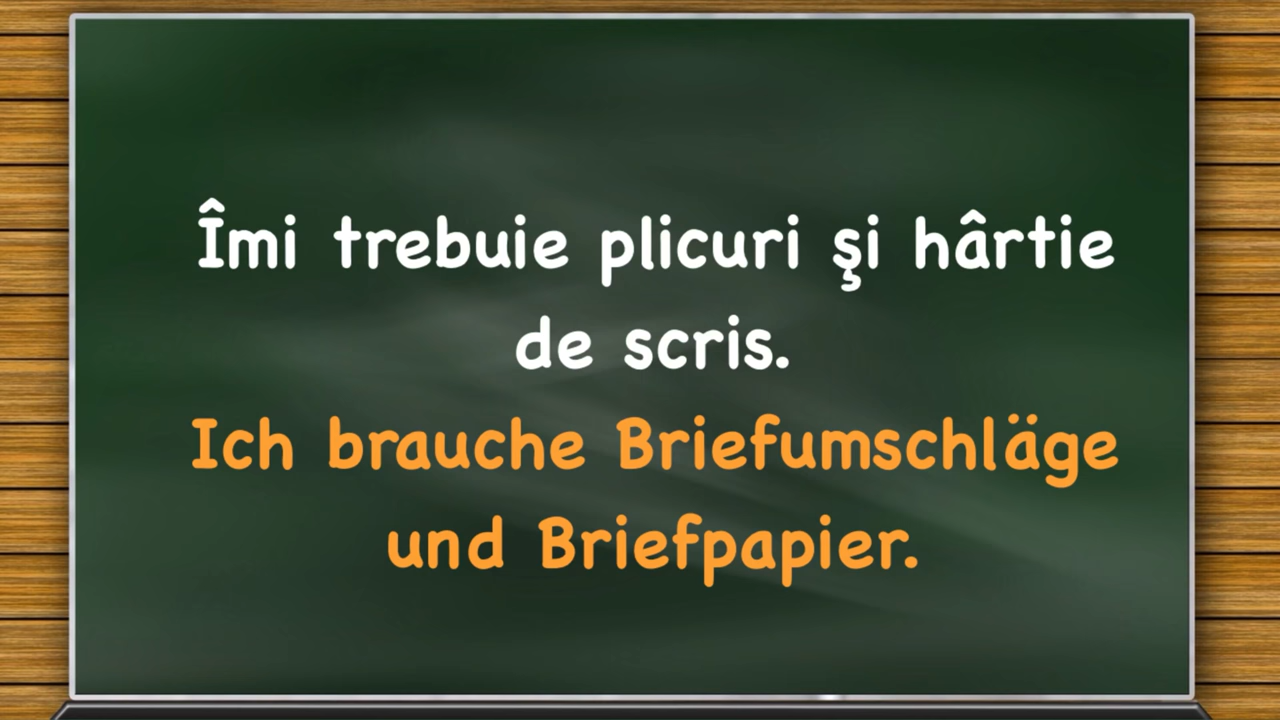 Îmi trebuie plicuri şi hârtie
de scris.
Ich brauche Briefumschläge
und Briefpapier.